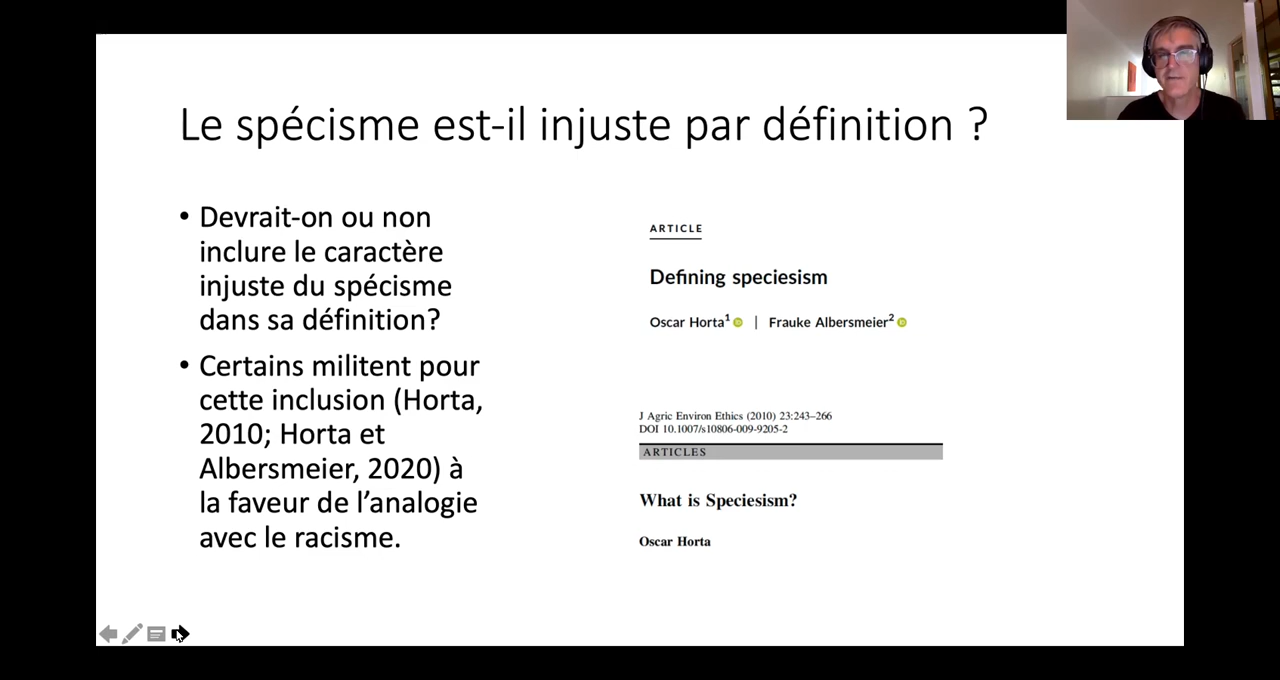 Le spécisme est-il injuste par définition ?
• Devrait-on ou non
inclure le caractère
injuste du spécisme
dans sa définition?
• Certains militent pour
cette inclusion (Horta,
2010; Horta et
Albersmeier, 2020) à
la faveur de l’analogie
avec le racisme.
ARTICLE
Defining speciesism
Oscar Horta1 | Frauke Albersmeier2
J Agric Environ Ethics (2010) 23:243–266
DOI 10.1007/s10806-009-9205-2
ARTICLES
What is Speciesism?
Oscar Horta